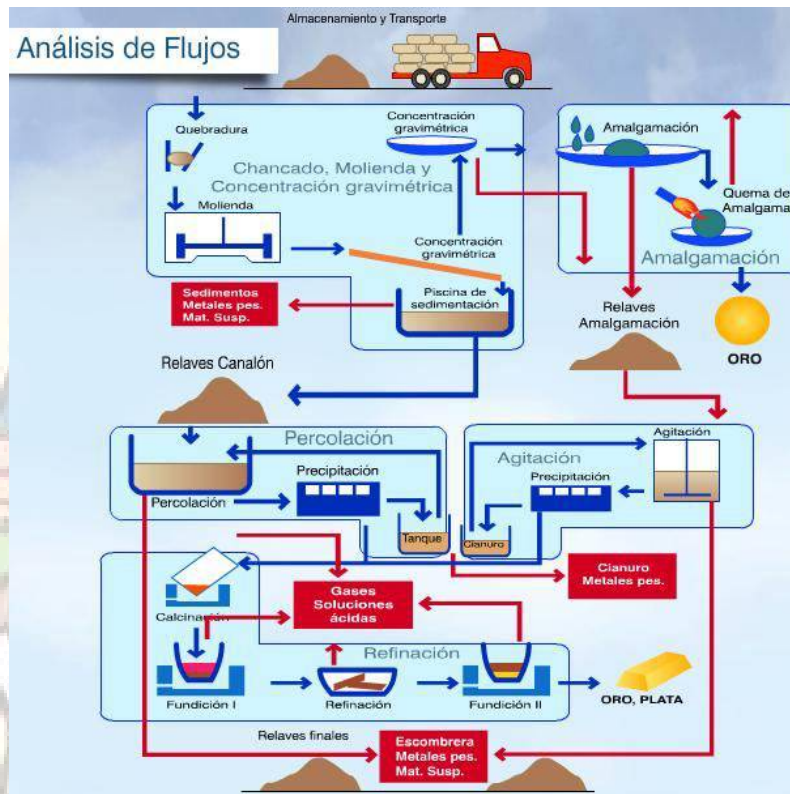 Almacenamiento y Transporte
Análisis de Flujos
Quebradura
Concentración
gravimétrica
Chancado, Molienda y
Concentración gravimétrica
Molienda
Concentración
gravimétrica
Piscina de
sedimentación
Amalgamación
Quema de
Amalgama
Amalgamación
Sedimentos
Metales pes.
Mat. Susp.
Relaves
Amalgamación
ORO
Relaves Canalón
Percolación
Precipitación
Percolación
Tanque
Agitación
Agitación
Precipitación
Cianuro
Cianuro
Metales pes.
Calcinación
Gases
Soluciones
ácidas
Refinación
Fundición I
Refinación
Fundición II
ORO, PLATA
Relaves finales
Escombrera
Metales pes.
Mat. Susp.